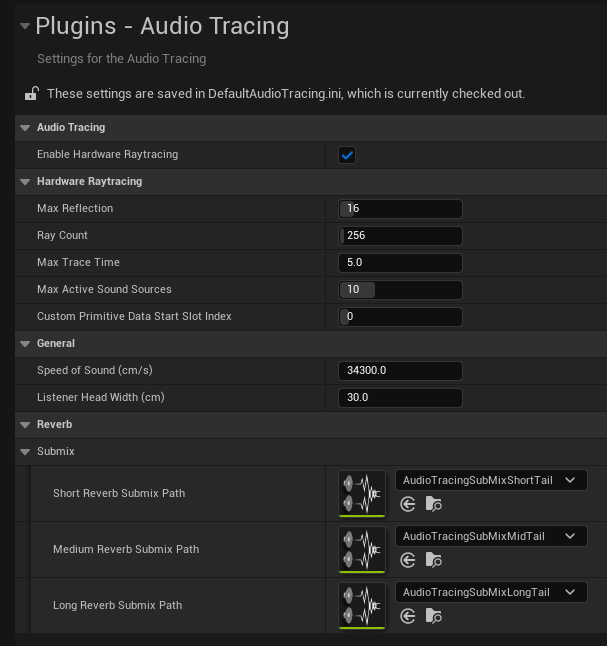 Plugins - Audio Tracing
Settings for the Audio Tracing
These settings are saved in DefaultAudioTracing.ini, which is currently checked out.
Audio Tracing
Enable Hardware Raytracing
Hardware Raytracing
Max Reflection 16
Ray Count 256
Max Trace Time 5.0
Max Active Sound Sources 10
Custom Primitive Data Start Slot Index 0
General
Speed of Sound (cm/s) 34300.0
Listener Head Width (cm) 30.0
Reverb
Submix
Short Reverb Submix Path AudioTracingSubMixShortTail
Medium Reverb Submix Path AudioTracingSubMixMidTail
Long Reverb Submix Path AudioTracingSubMixLongTail